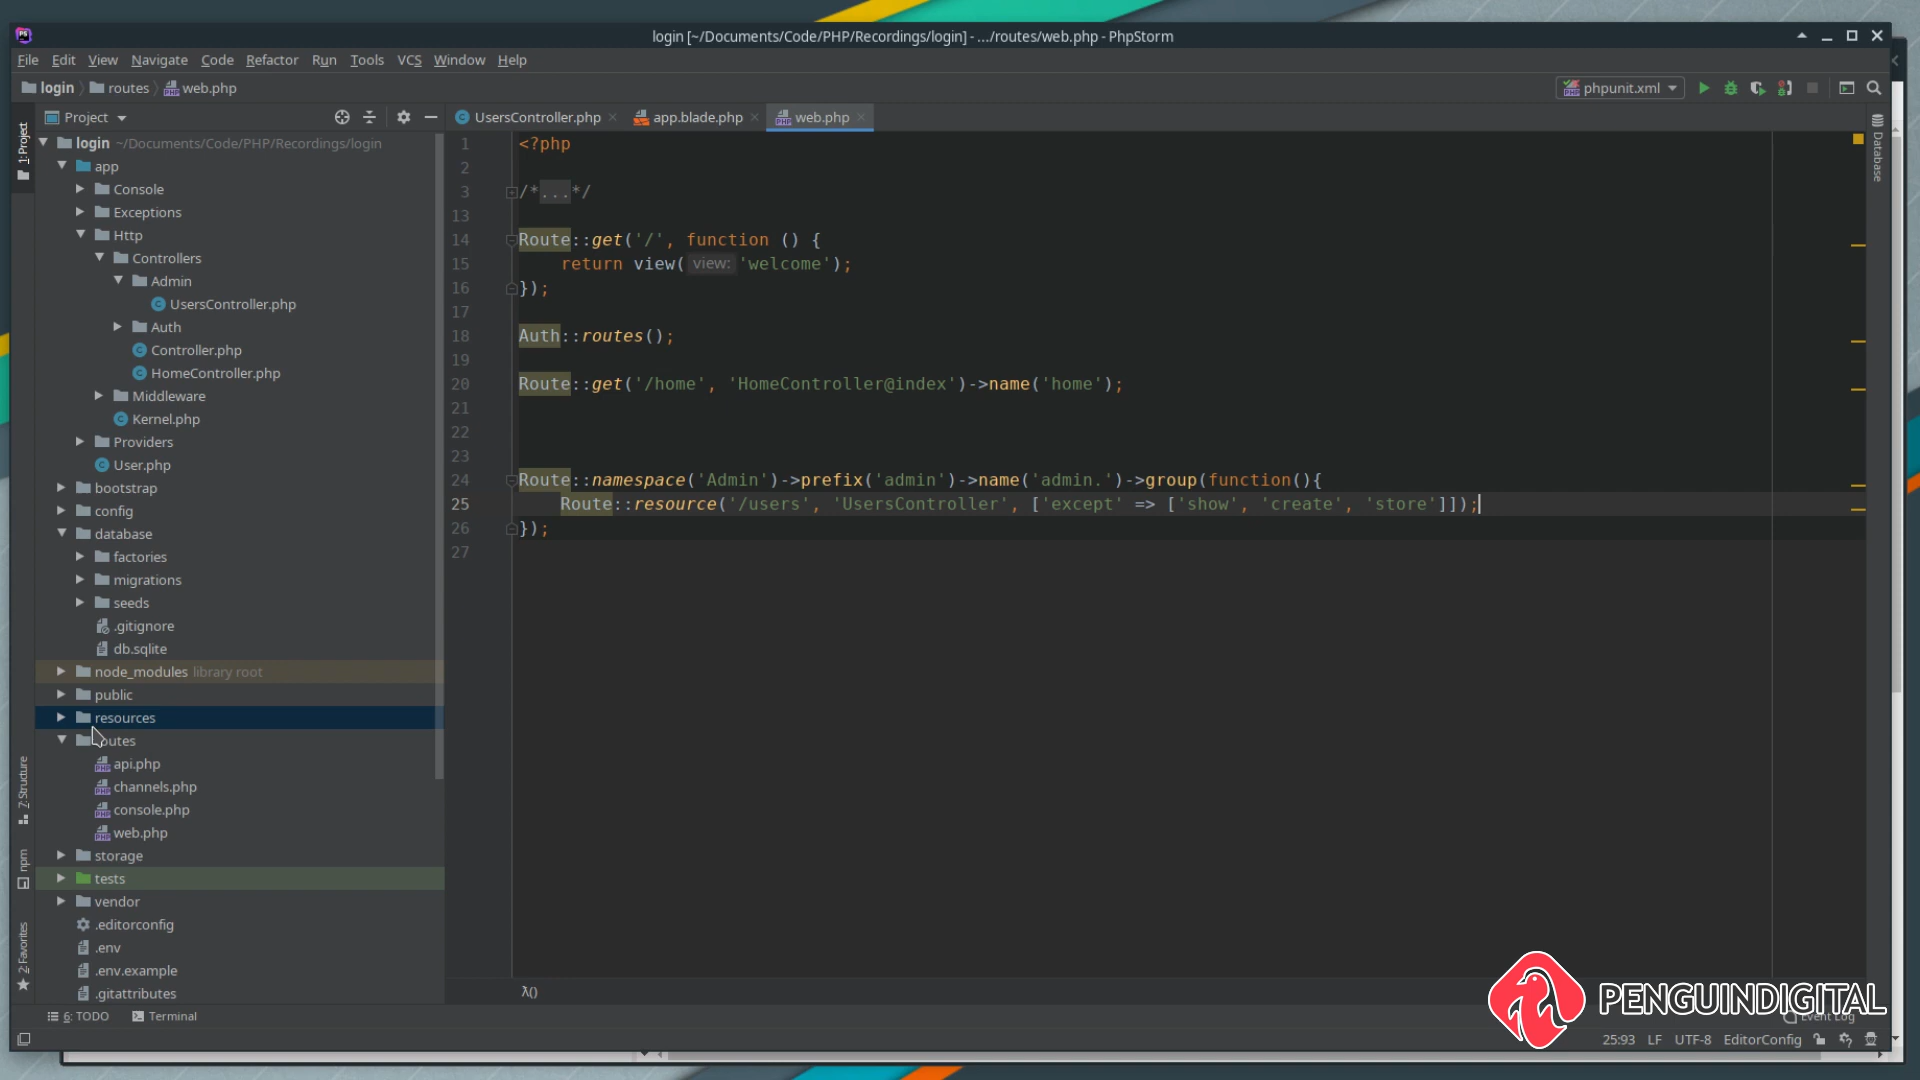 login [~/Documents/Code/PHP/Recordings/login] - .../routes/web.php - PhpStorm
File Edit View Navigate Code Refactor Run Tools VCS Window Help
login routes web.php
phpunit.xml
Project
UsersController.php app.blade.php web.php
1: Project
Database
login ~/Documents/Code/PHP/Recordings/login
app
Console
Exceptions
Http
Controllers
Admin
UsersController.php
Auth
Controller.php
HomeController.php
Middleware
Kernel.php
Providers
User.php
bootstrap
config
database
factories
migrations
seeds
.gitignore
db.sqlite
node_modules library root
public
resources
routes
api.php
channels.php
console.php
web.php
storage
tests
vendor
.editorconfig
.env
.env.example
.gitattributes
7: Structure
npm
2: Favorites
1 <?php
2
3 /*...*/
13
14 Route::get('/', function () {
15 return view( view: 'welcome');
16 });
17
18 Auth::routes();
19
20 Route::get('/home', 'HomeController@index')->name('home');
21
22
23
24 Route::namespace('Admin')->prefix('admin')->name('admin.')->group(function(){
25 Route::resource('/users', 'UsersController', ['except' => ['show', 'create', 'store']]);
26 });
27
λ()
PENGUINDIGITAL
6: TODO Terminal
Event Log
25:93 LF UTF-8 EditorConfig